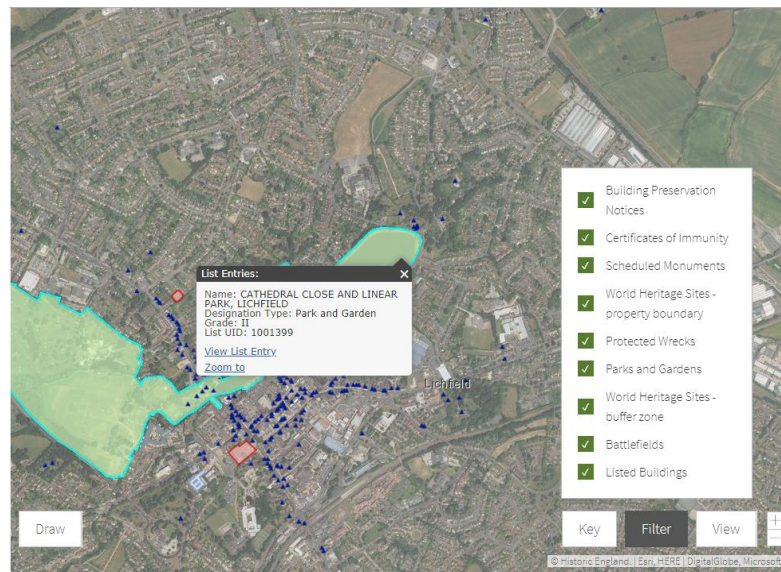 List Entries:
Name: CATHEDRAL CLOSE AND LINEAR
PARK, LICHFIELD
Designation Type: Park and Garden
Grade: II
List UID: 1001399
View List Entry
Zoom to
Lichfield
Building Preservation
Notices
Certificates of Immunity
Scheduled Monuments
World Heritage Sites -
property boundary
Protected Wrecks
Parks and Gardens
World Heritage Sites -
buffer zone
Battlefields
Listed Buildings
Draw
Key
Filter
View
© Historic England. | Esri, HERE | DigitalGlobe, Microsoft